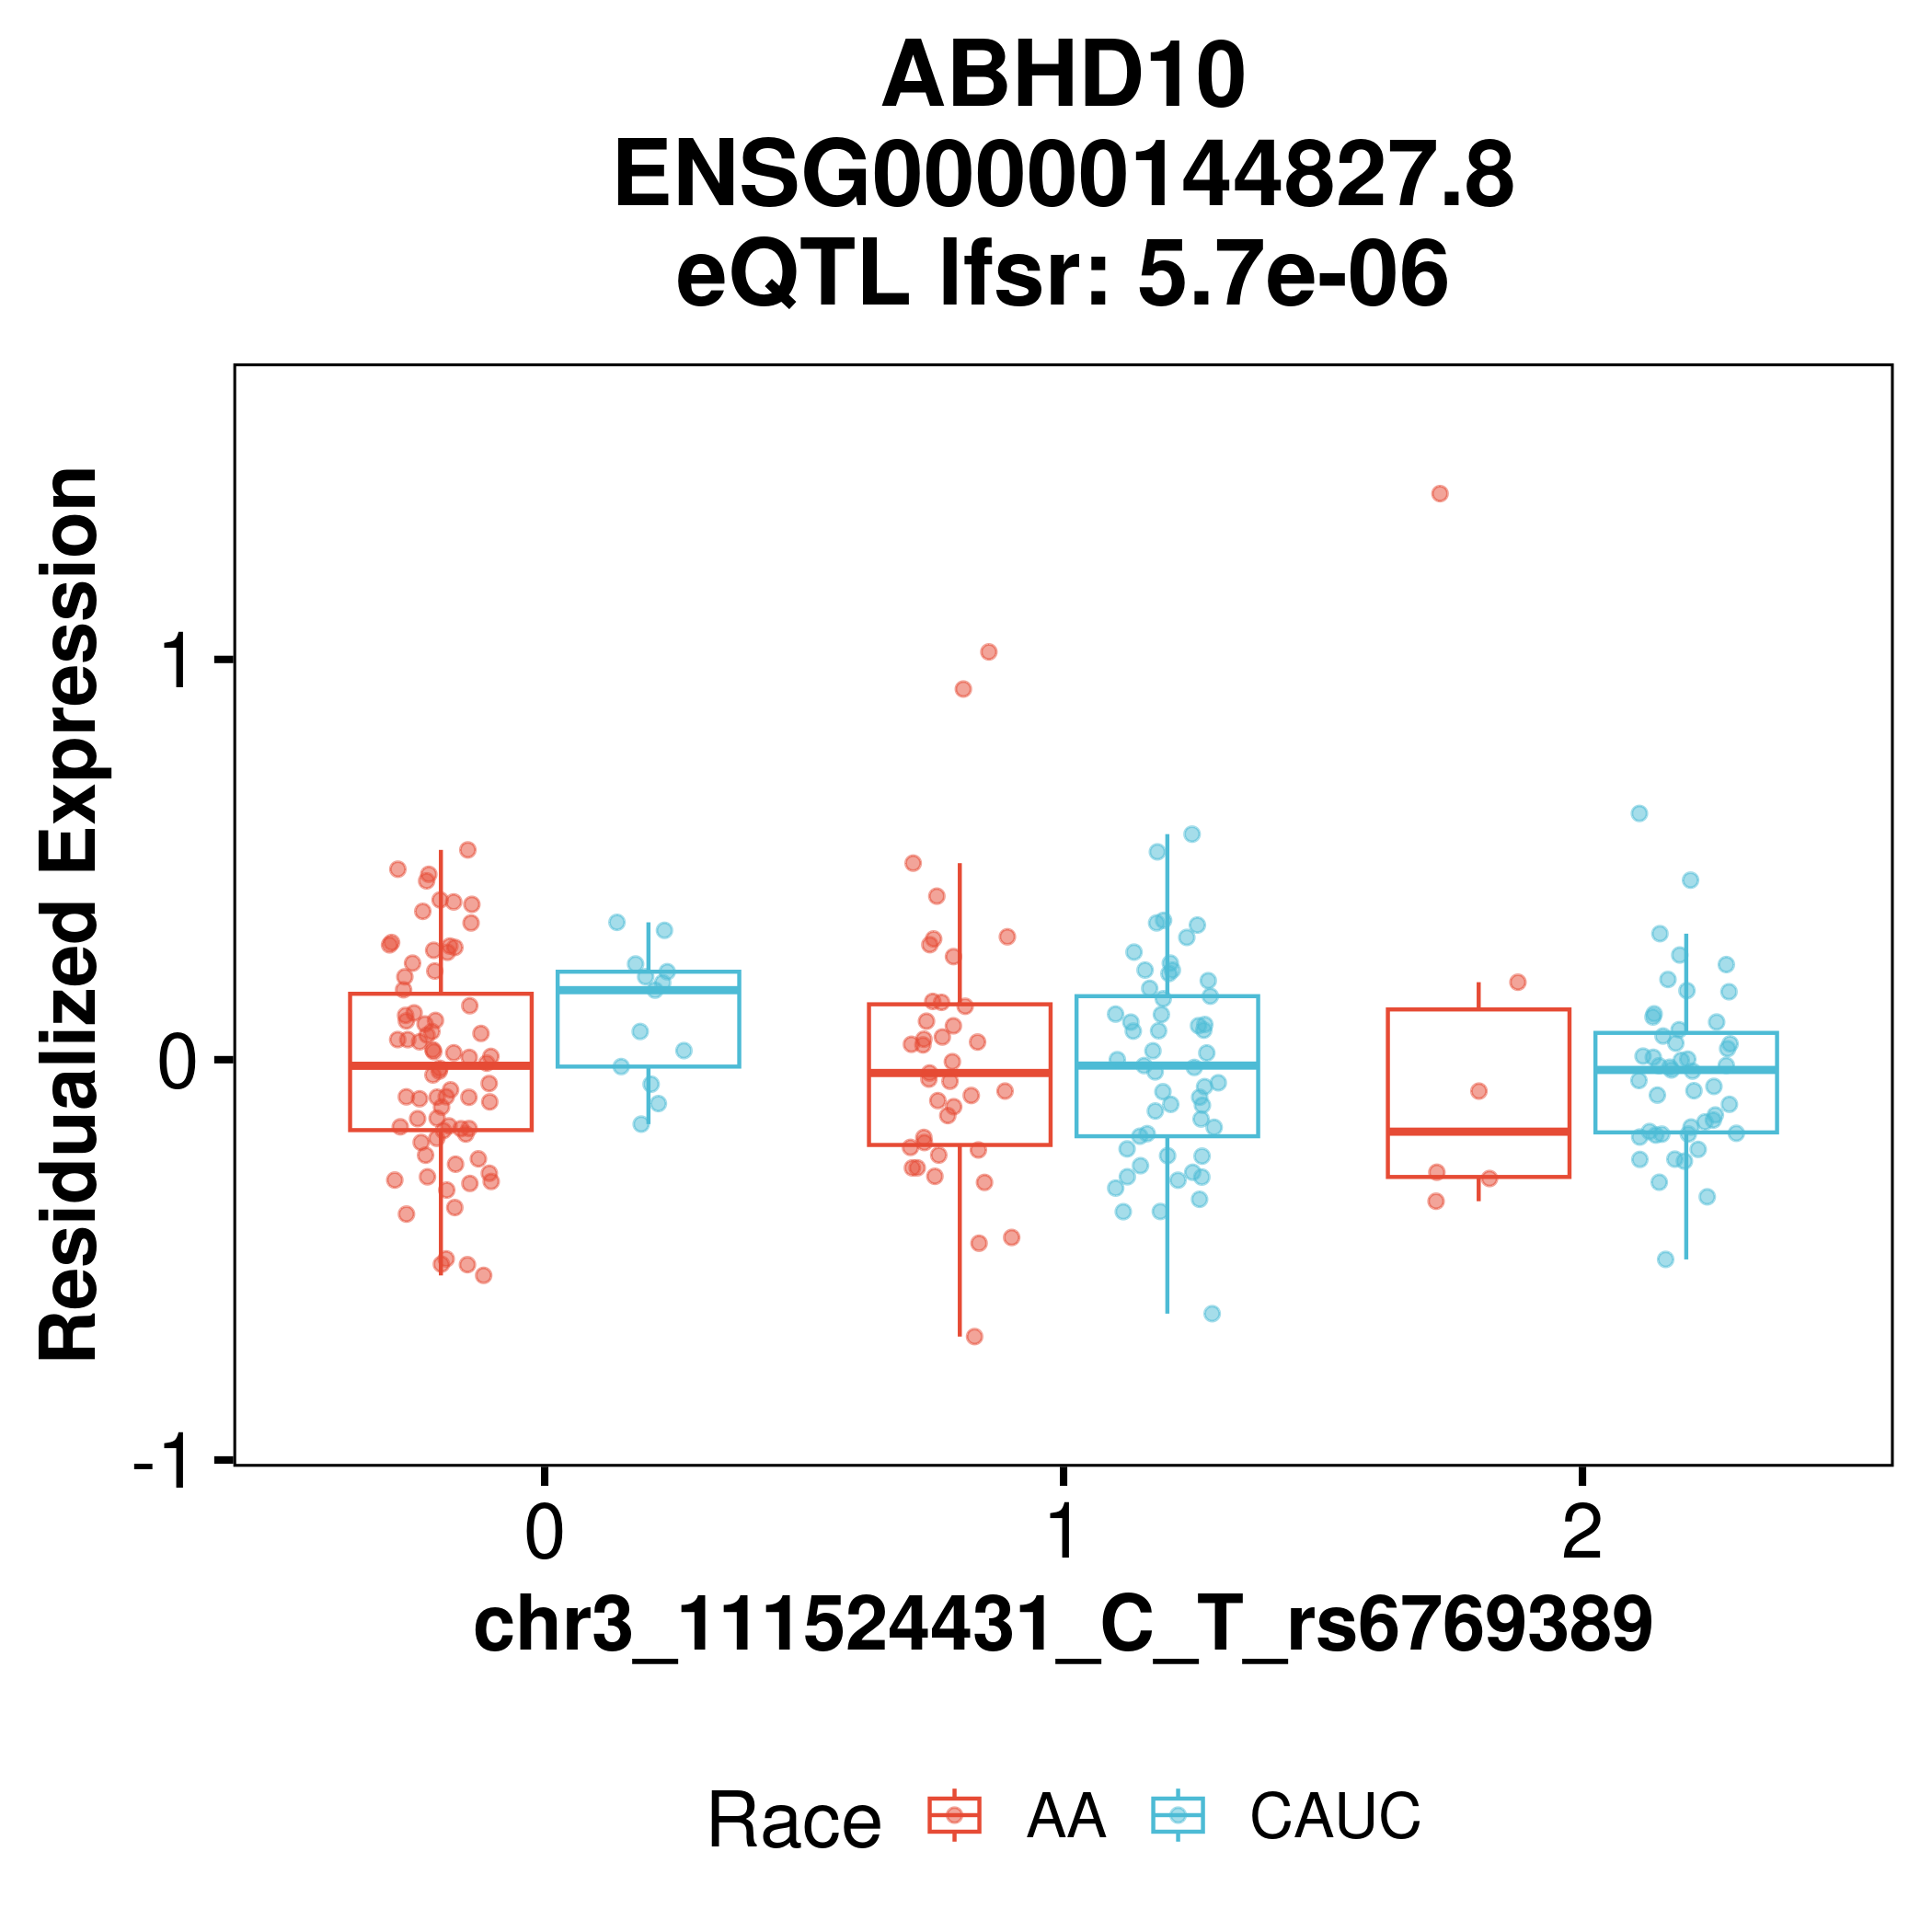 ABHD10
ENSG00000144827.8
eQTL lfsr: 5.7e-06
Residualized Expression
1
0
-1
0 1 2
chr3_111524431_C_T_rs6769389
Race AA CAUC